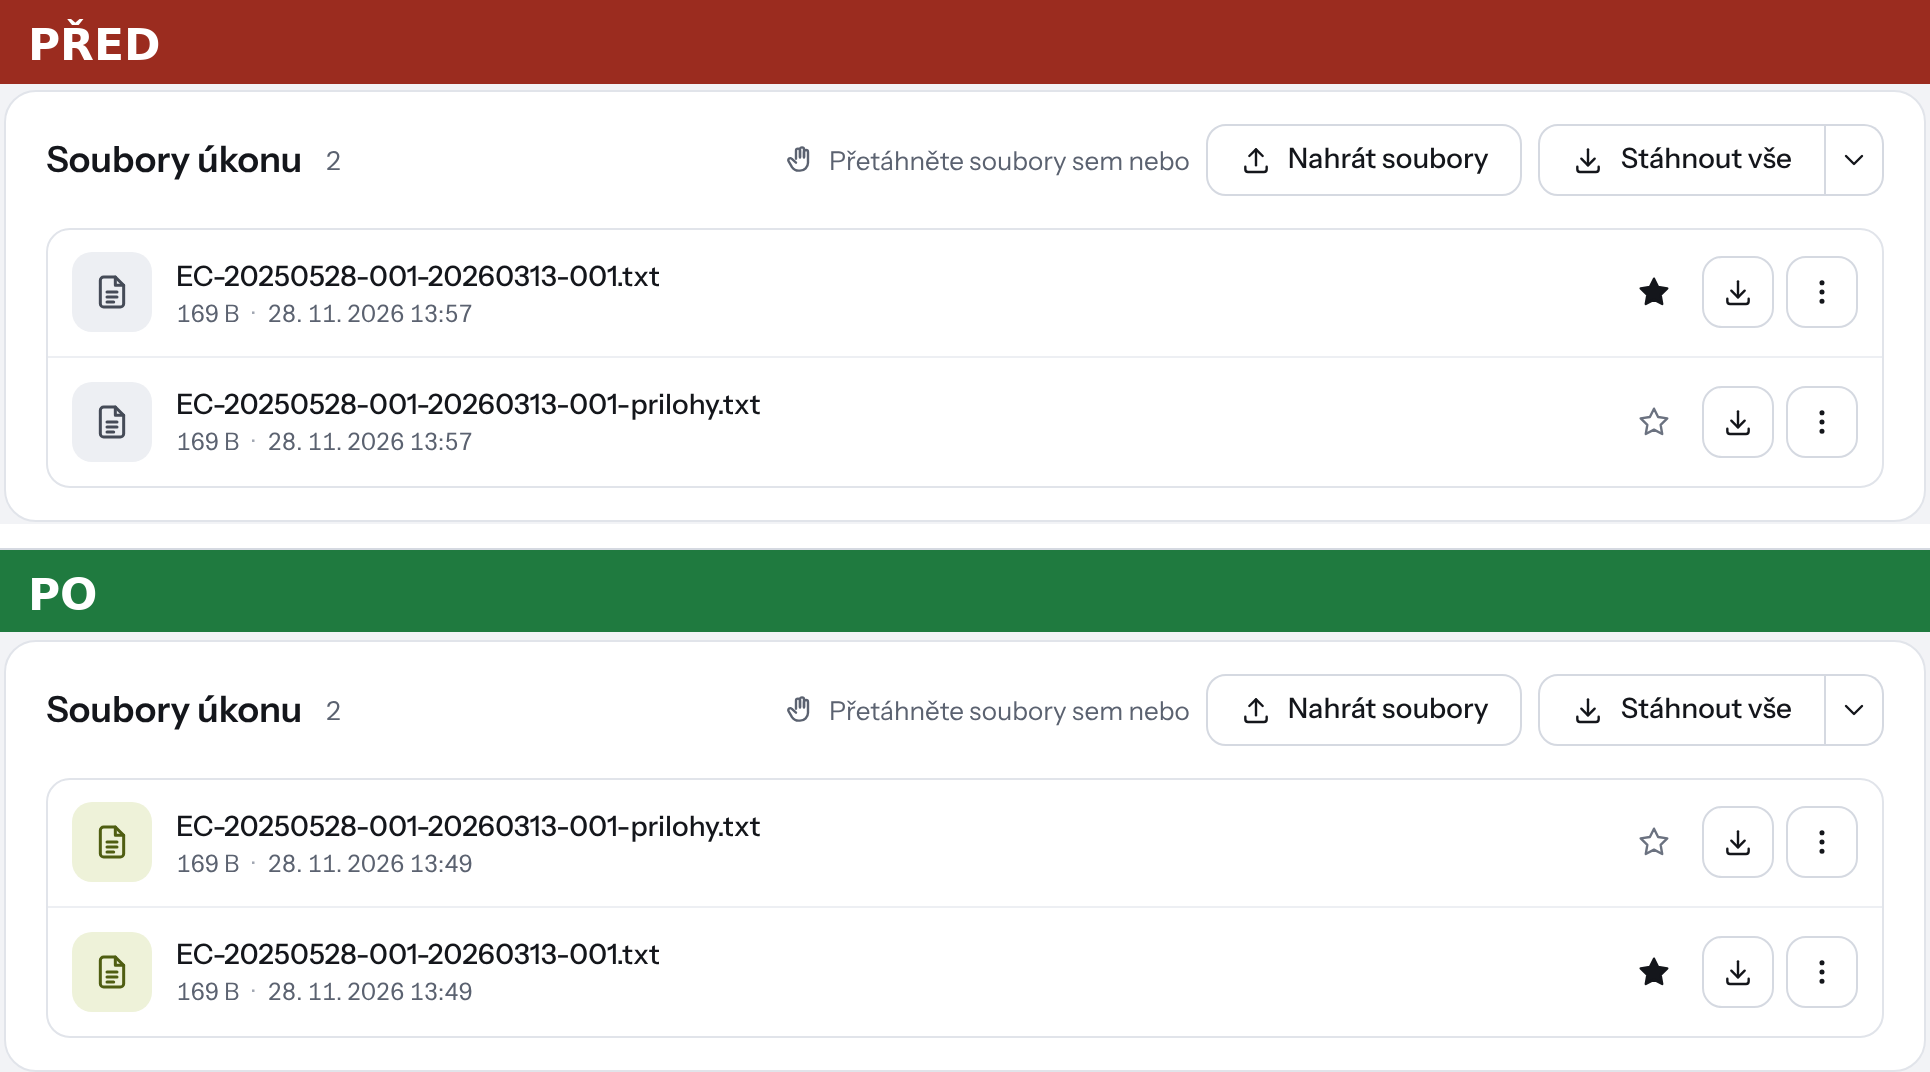 PŘED
Soubory úkonu 2 Přetáhněte soubory sem nebo Nahrát soubory Stáhnout vše
EC-20250528-001-20260313-001.txt
169 B · 28. 11. 2026 13:57
EC-20250528-001-20260313-001-prilohy.txt
169 B · 28. 11. 2026 13:57
PO
Soubory úkonu 2 Přetáhněte soubory sem nebo Nahrát soubory Stáhnout vše
EC-20250528-001-20260313-001-prilohy.txt
169 B · 28. 11. 2026 13:49
EC-20250528-001-20260313-001.txt
169 B · 28. 11. 2026 13:49